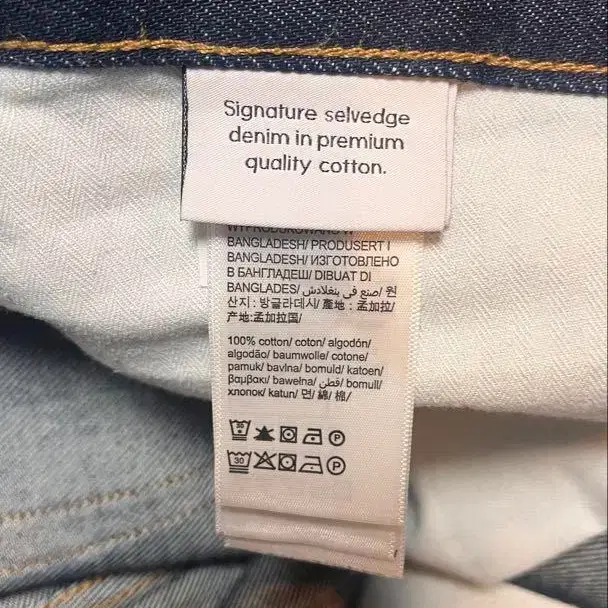 Signature selvedge
denim in premium
quality cotton.
WYPRODUKOWANO W
BANGLADESH/ PRODUSERT I
BANGLADESH/ ИЗГОТОВЛЕНО
В БАНГЛАДЕШ/ DIBUAT DI
BANGLADES/ صنع في بنغلادش/ 원
산지 : 방글라데시/ 產地 : 孟加拉/
产地:孟加拉国/
100% cotton/ coton/ algodón/
algodão/ baumwolle/ cotone/
pamuk/ bavlna/ bomuld/ katoen/
βαμβακι/ bawełna/ قطن/ bomull/
хлопок/ katun/ 면/ 綿/ 棉/
30 P
30 P